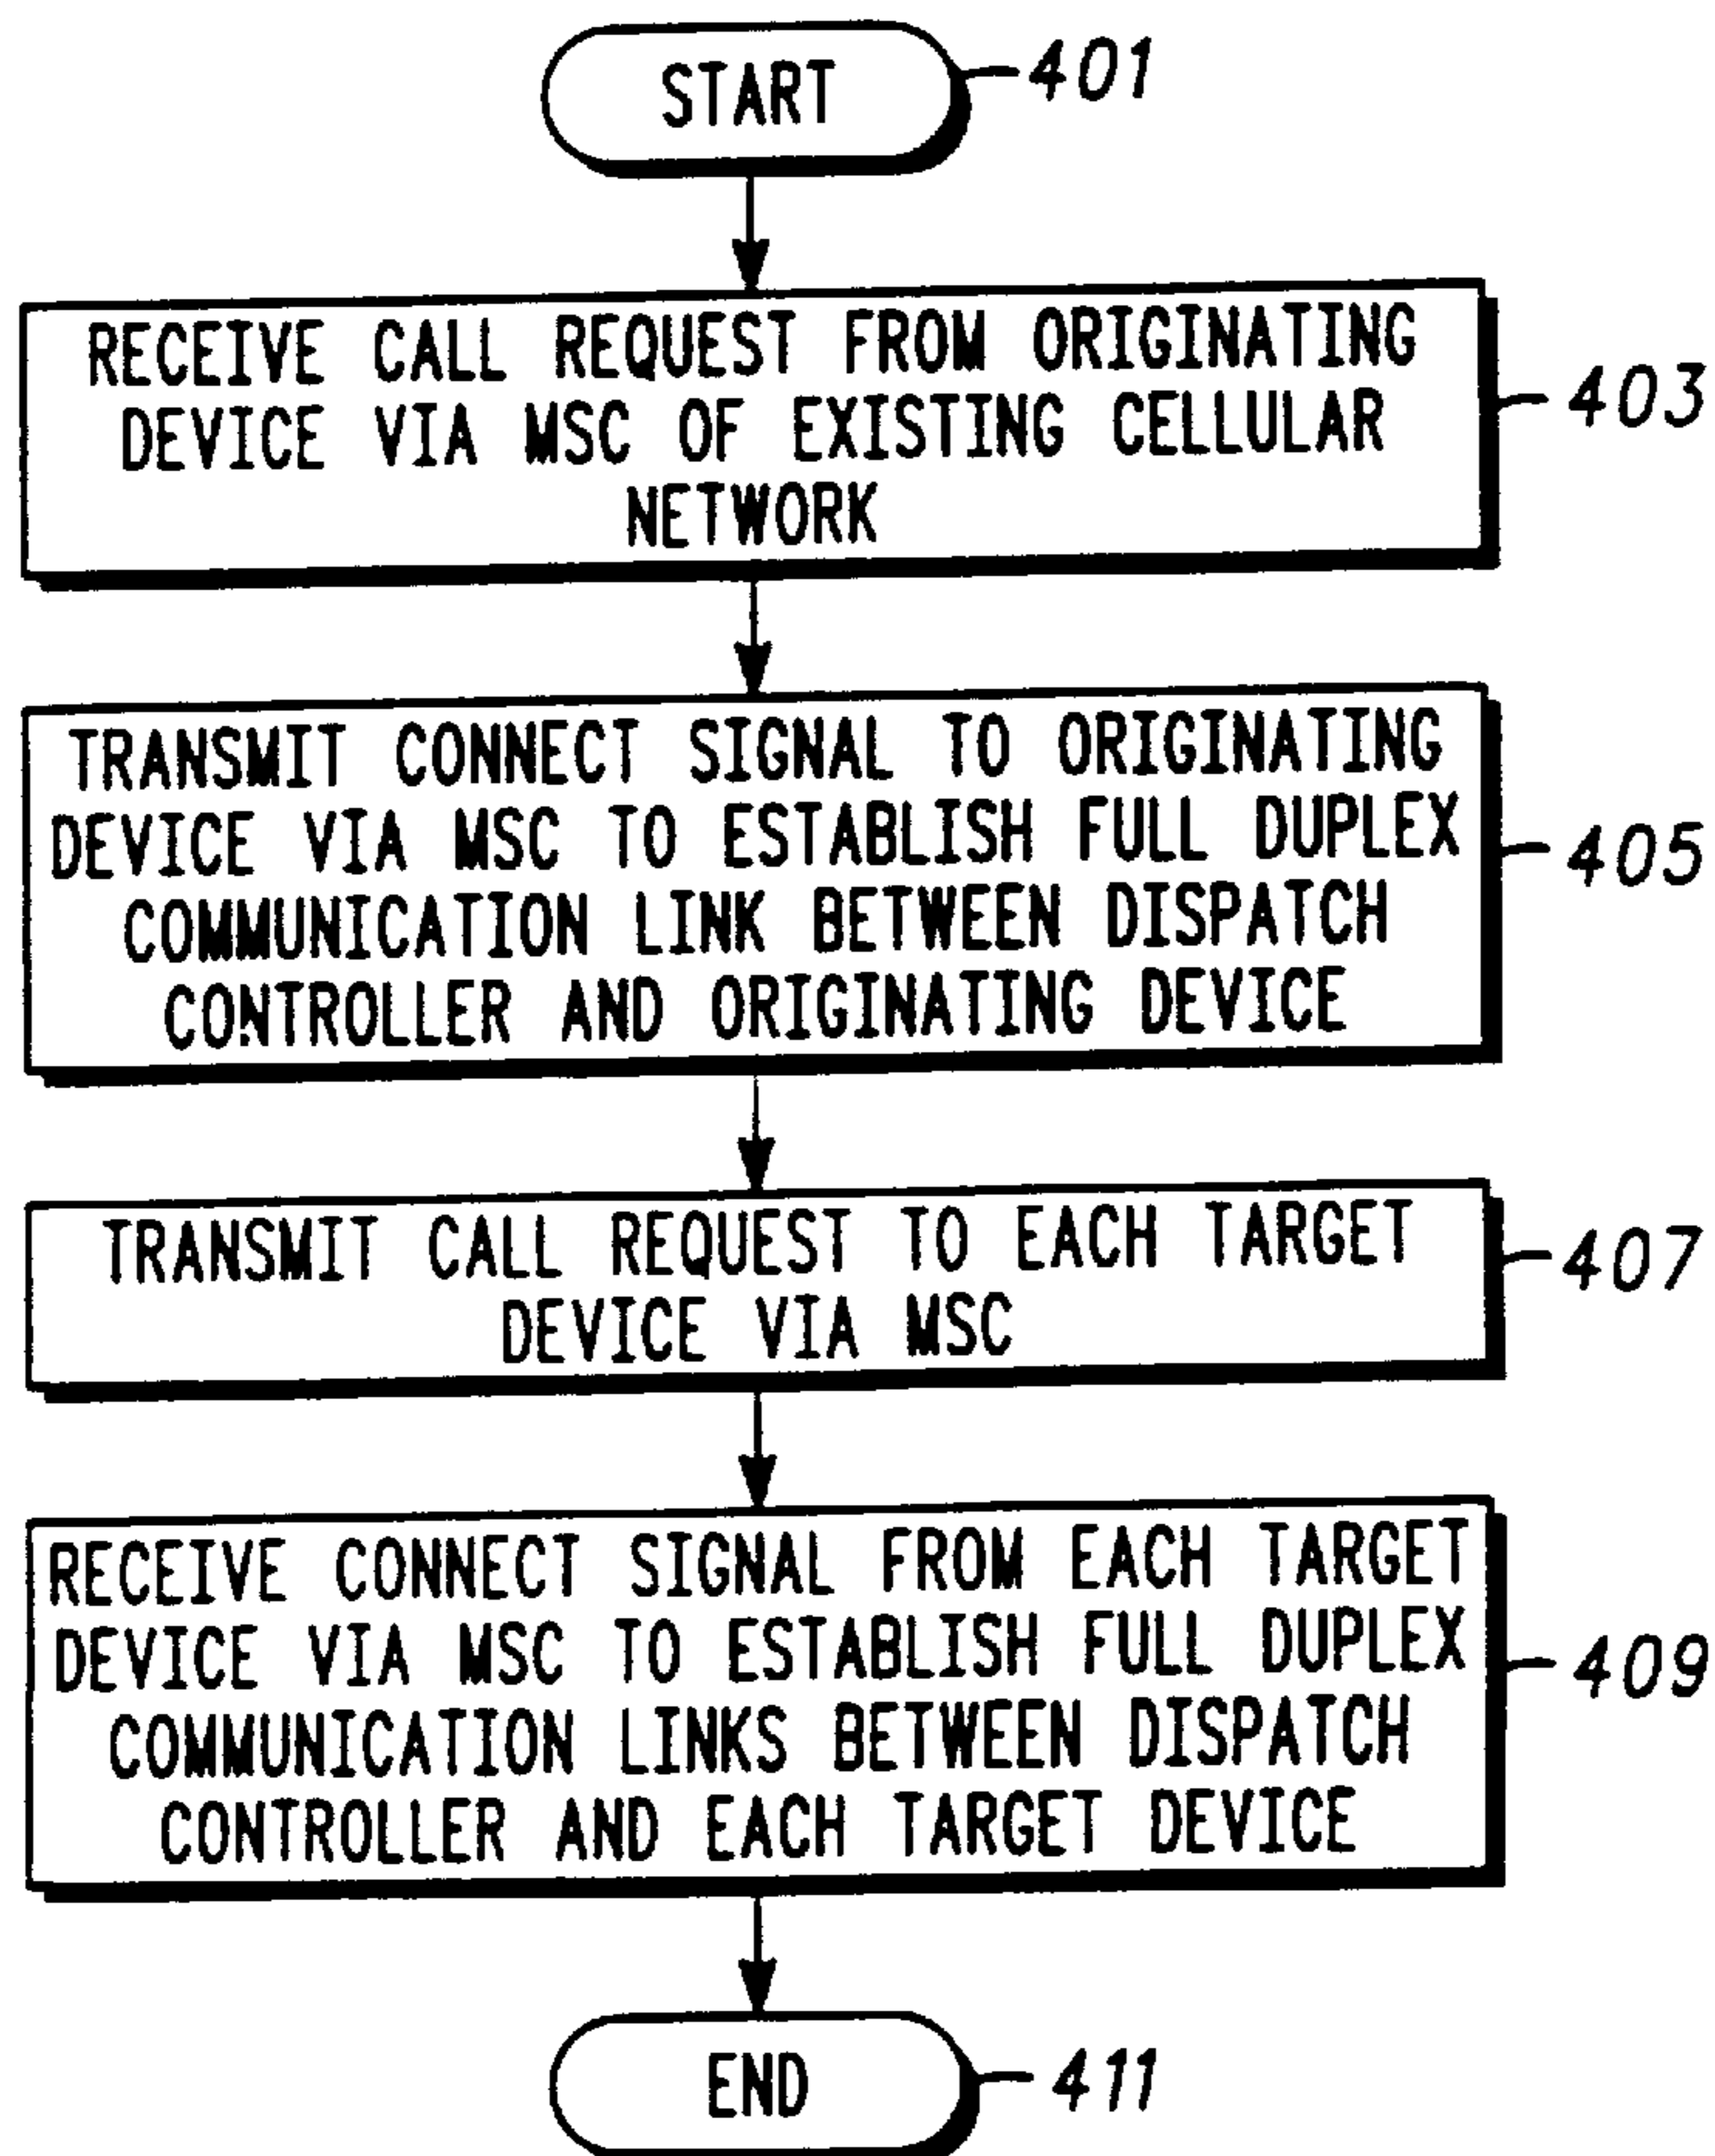 START
401
RECEIVE CALL REQUEST FROM ORIGINATING
DEVICE VIA MSC OF EXISTING CELLULAR
NETWORK
403
TRANSMIT CONNECT SIGNAL TO ORIGINATING
DEVICE VIA MSC TO ESTABLISH FULL DUPLEX
COMMUNICATION LINK BETWEEN DISPATCH
CONTROLLER AND ORIGINATING DEVICE
405
TRANSMIT CALL REQUEST TO EACH TARGET
DEVICE VIA MSC
407
RECEIVE CONNECT SIGNAL FROM EACH TARGET
DEVICE VIA MSC TO ESTABLISH FULL DUPLEX
COMMUNICATION LINKS BETWEEN DISPATCH
CONTROLLER AND EACH TARGET DEVICE
409
END
411